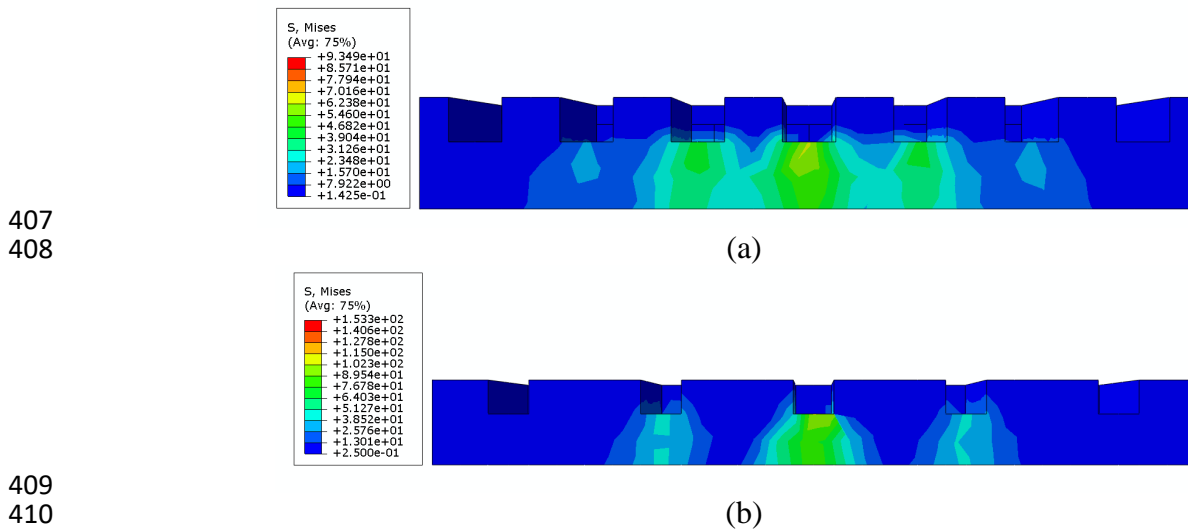 S, Mises
(Avg: 75%)
+9.349e+01
+8.571e+01
+7.794e+01
+7.016e+01
+6.238e+01
+5.460e+01
+4.682e+01
+3.904e+01
+3.126e+01
+2.348e+01
+1.570e+01
+7.922e+00
+1.425e-01
407
408 (a)
S, Mises
(Avg: 75%)
+1.533e+02
+1.406e+02
+1.278e+02
+1.150e+02
+1.023e+02
+8.954e+01
+7.678e+01
+6.403e+01
+5.127e+01
+3.852e+01
+2.576e+01
+1.301e+01
+2.500e-01
409
410 (b)